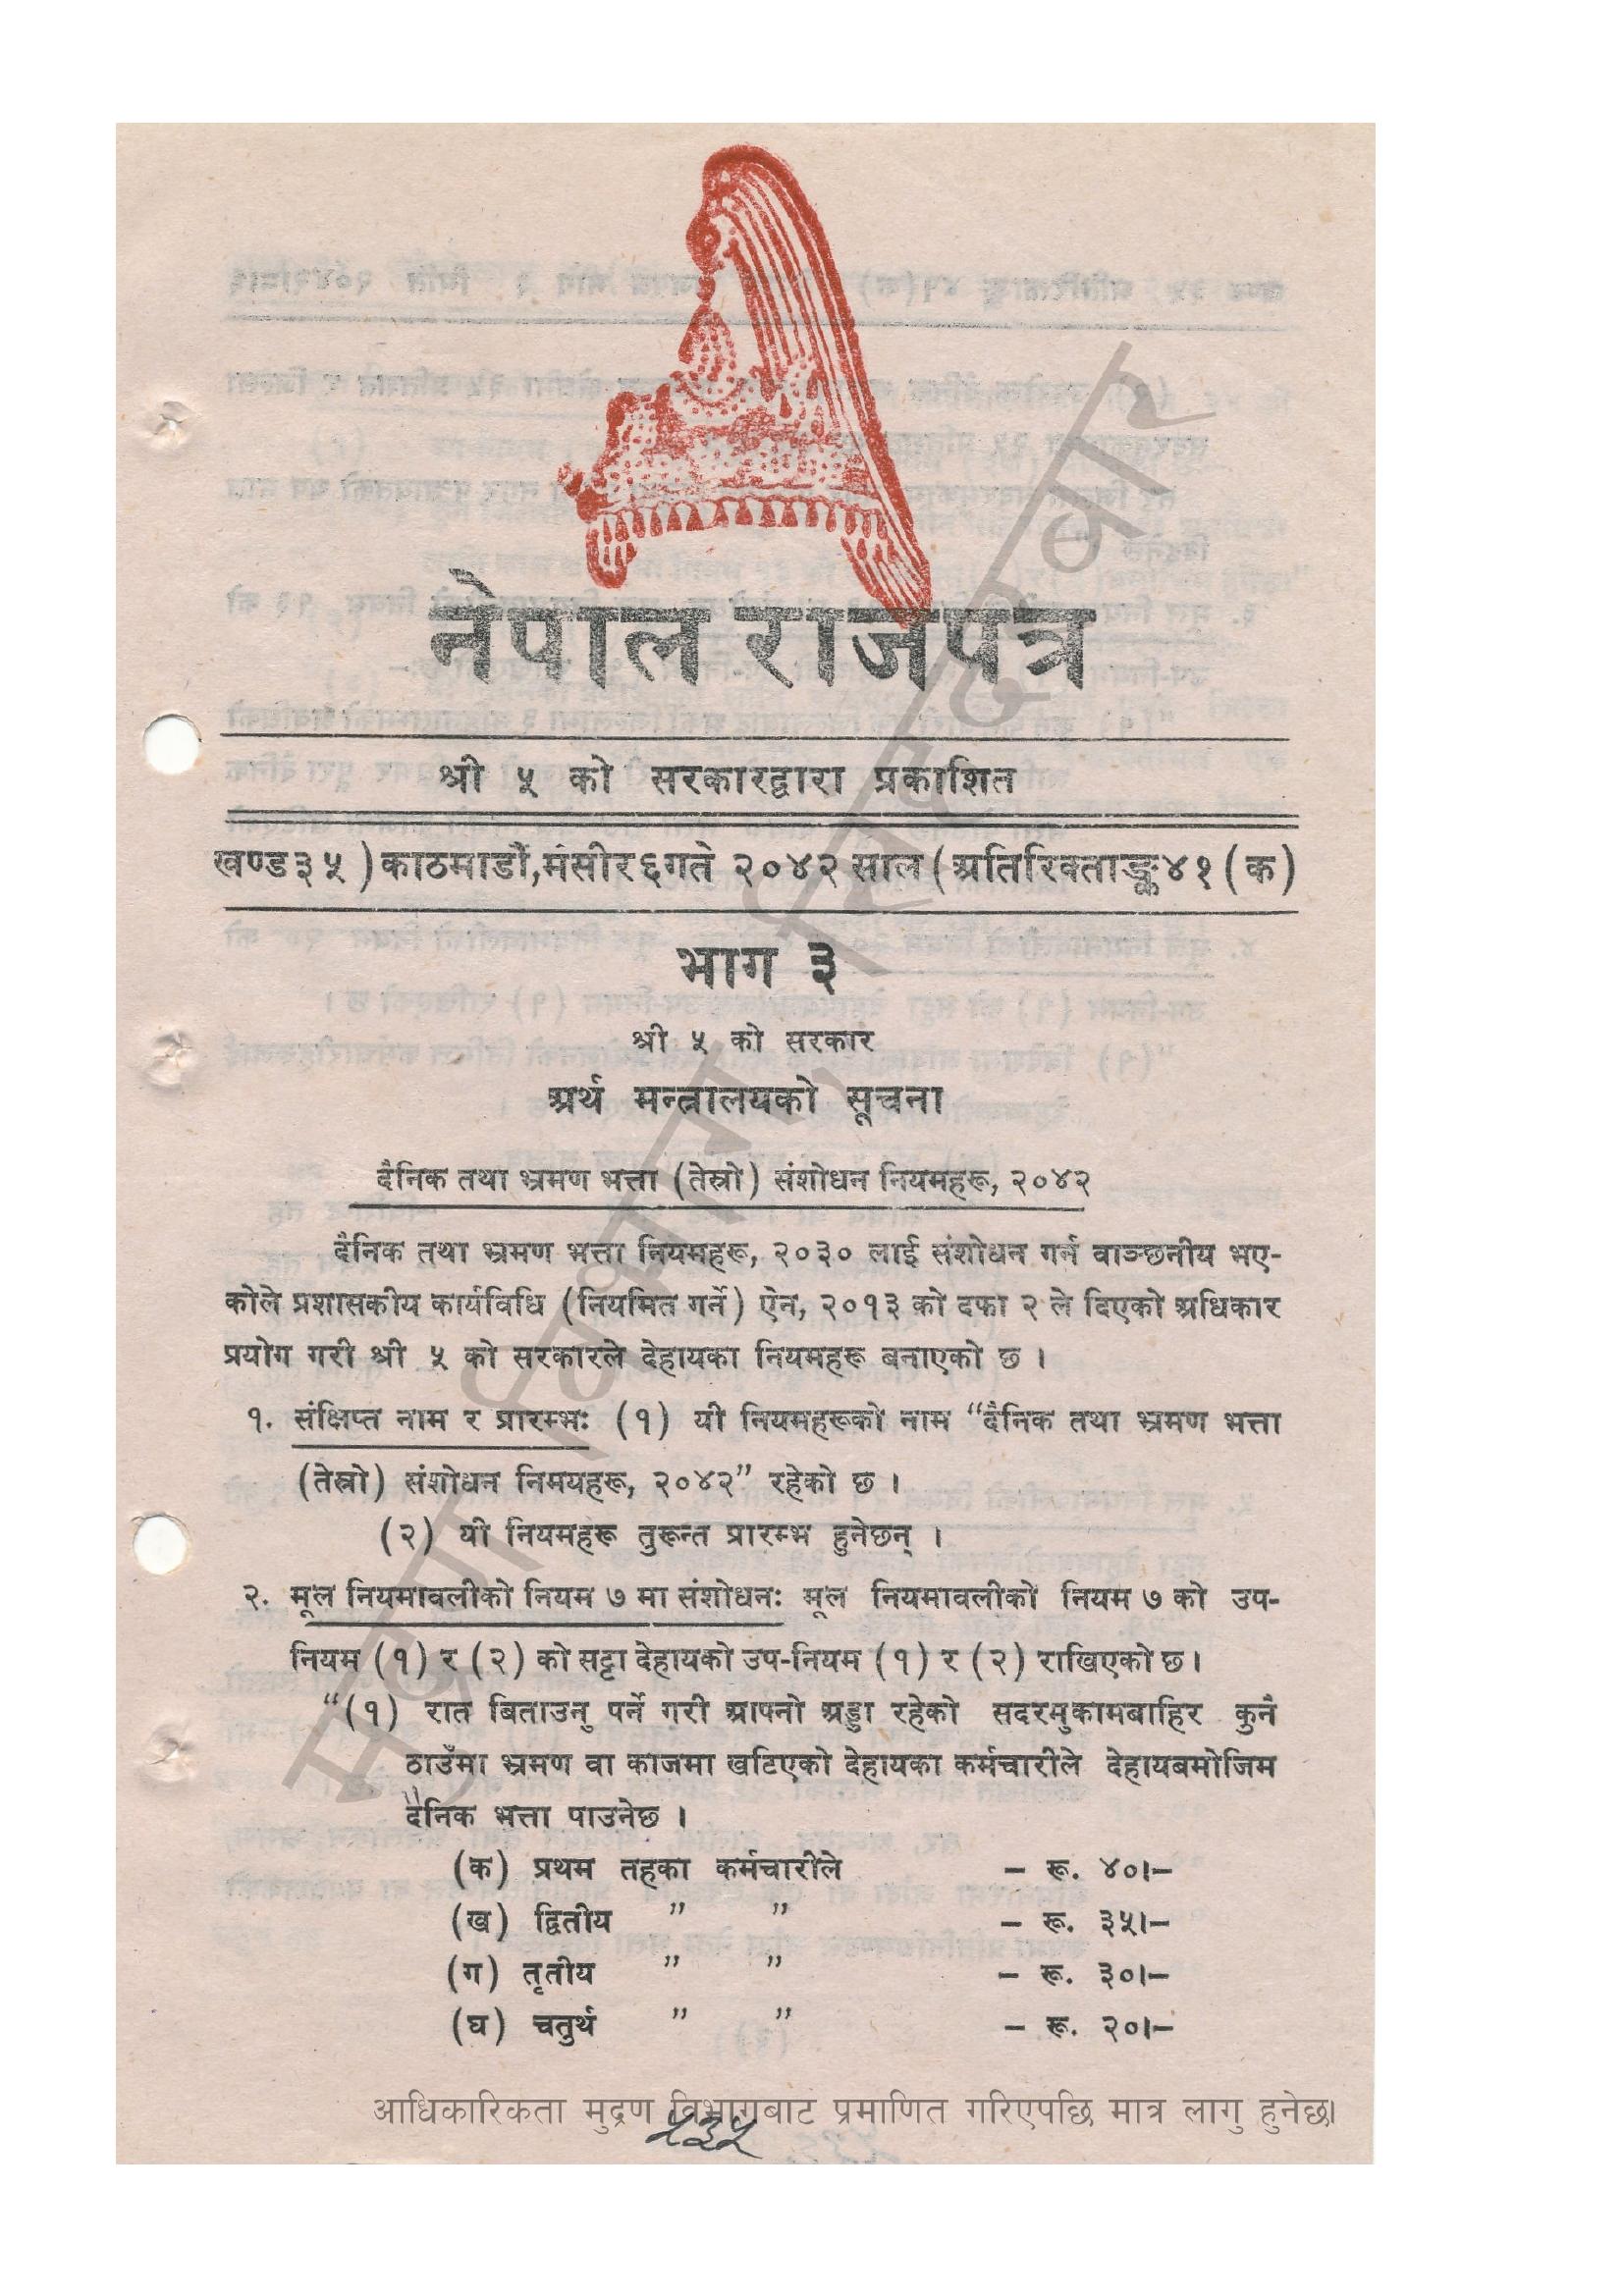 नेपाल राजपत्र
श्री ५ को सरकारद्वारा प्रकाशित
खण्ड३५)काठमाडौं,मंसीर६गते २०४२ साल(अतिरिक्ताङ्क४१(क)
भाग ३
श्री ५ को सरकार
अर्थ मन्त्रालयको सूचना
दैनिक तथा भ्रमण भत्ता (तेस्रो) संशोधन नियमहरू, २०४२
दैनिक तथा भ्रमण भत्ता नियमहरू, २०३० लाई संशोधन गर्न वाञ्छनीय भए-
कोले प्रशासकीय कार्यविधि (नियमित गर्ने) ऐन, २०१३ को दफा २ ले दिएको अधिकार
प्रयोग गरी श्री ५ को सरकारले देहायका नियमहरू बनाएको छ ।
१. संक्षिप्त नाम र प्रारम्भः (१) यी नियमहरूको नाम “दैनिक तथा भ्रमण भत्ता
(तेस्रो) संशोधन निमयहरू, २०४२” रहेको छ ।
(२) यी नियमहरू तुरून्त प्रारम्भ हुनेछन् ।
२. मूल नियमावलीको नियम ७ मा संशोधनः मूल नियमावलीको नियम ७ को उप-
नियम (१) र (२) को सट्टा देहायको उप-नियम (१) र (२) राखिएको छ।
“(१) रात बिताउनु पर्ने गरी आफ्नो अड्डा रहेको सदरमुकामबाहिर कुनै
ठाउँमा भ्रमण वा काजमा खटिएको देहायका कर्मचारीले देहायबमोजिम
दैनिक भत्ता पाउनेछ ।
(क) प्रथम तहका कर्मचारीले – रू. ४०।–
(ख) द्वितीय ” ” – रू. ३५।–
(ग) तृतीय ” ” – रू. ३०।–
(घ) चतुर्थ ” ” – रू. २०।–
आधिकारिकता मुद्रण विभागबाट प्रमाणित गरिएपछि मात्र लागु हुनेछ।
५३५